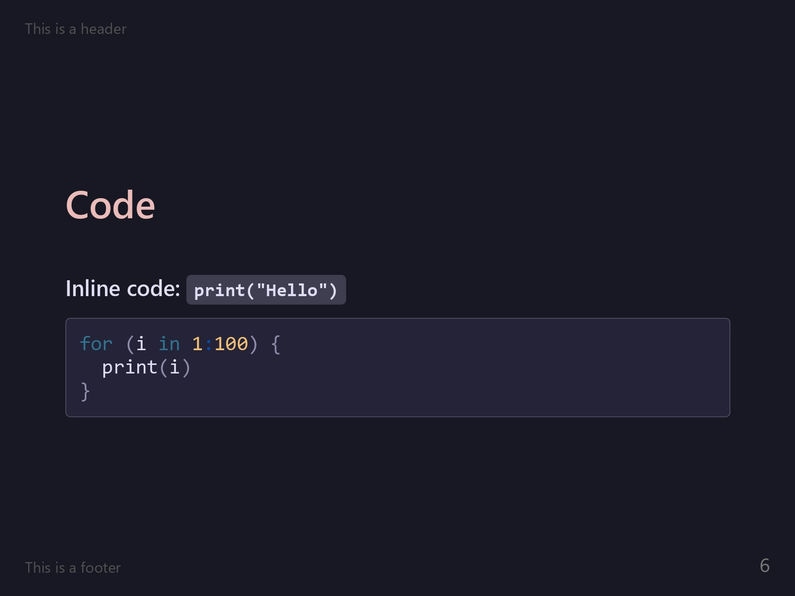 This is a header
Code
Inline code: print("Hello")
for (i in 1:100) {
  print(i)
}
This is a footer
6